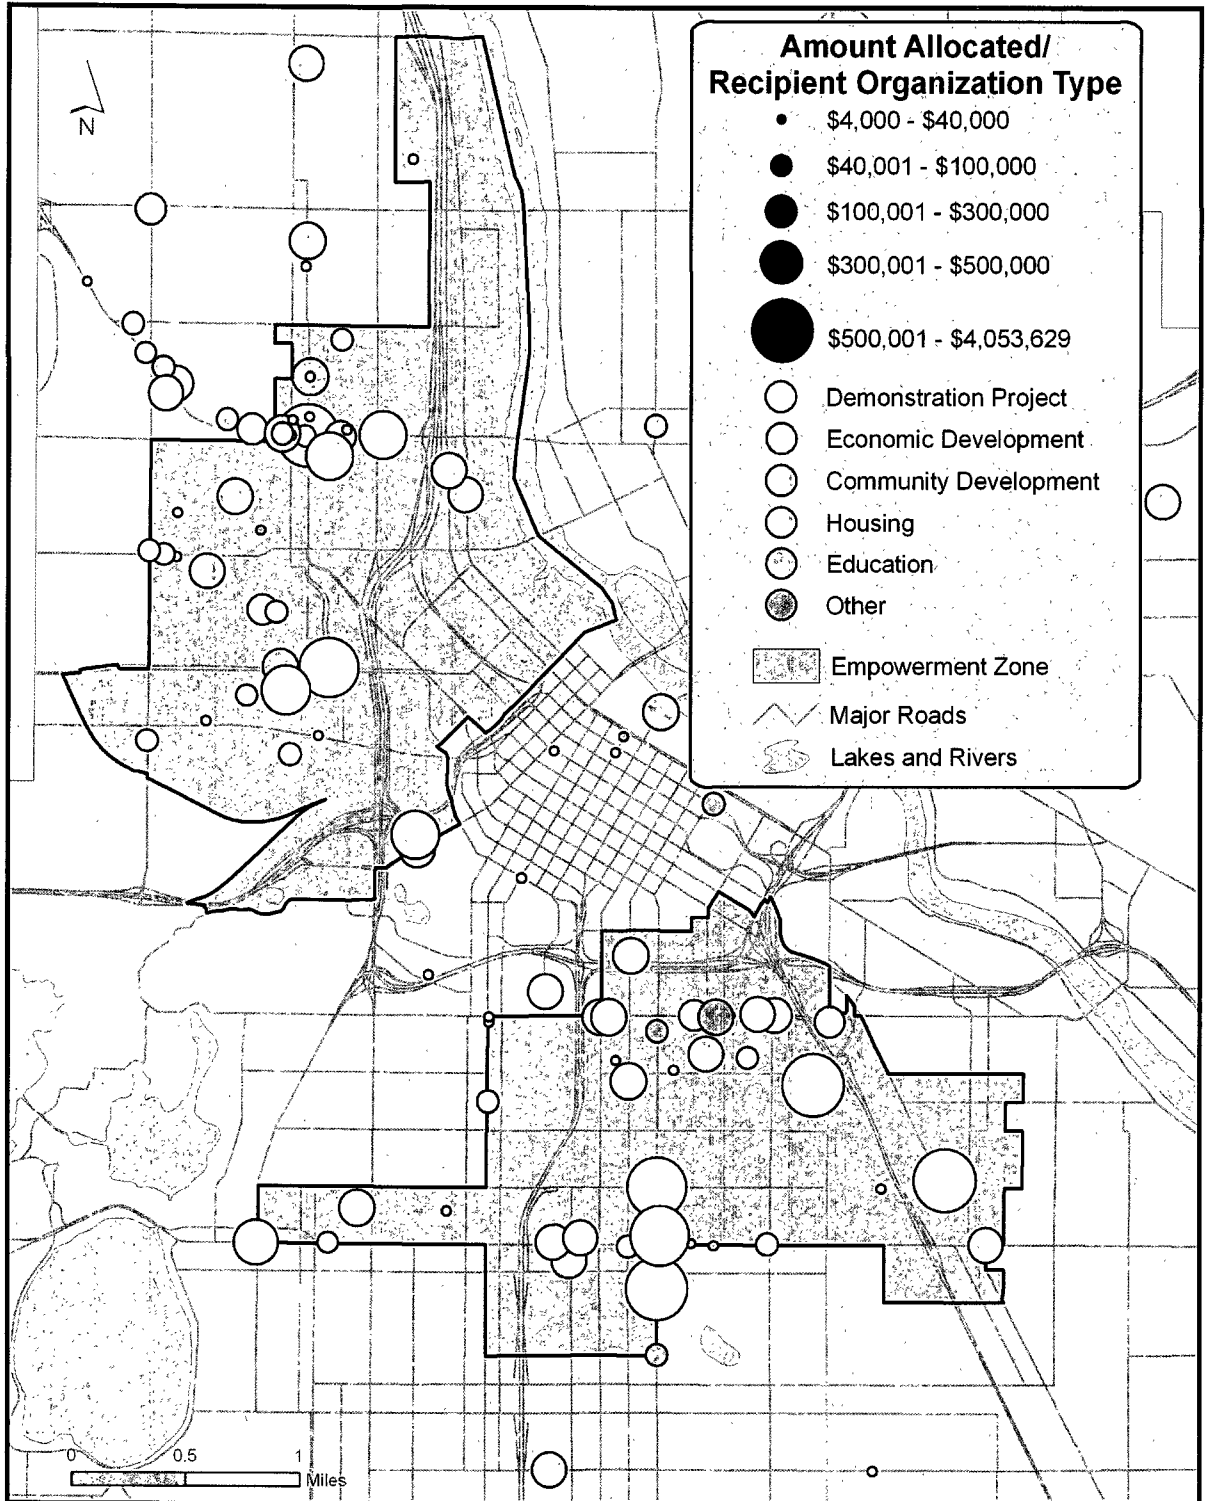 Amount Allocated/
Recipient Organization Type
$4,000 - $40,000
$40,001 - $100,000
$100,001 - $300,000
$300,001 - $500,000
$500,001 - $4,053,629
Demonstration Project
Economic Development
Community Development
Housing
Education
Other
Empowerment Zone
Major Roads
Lakes and Rivers
N
0 0.5 1
Miles